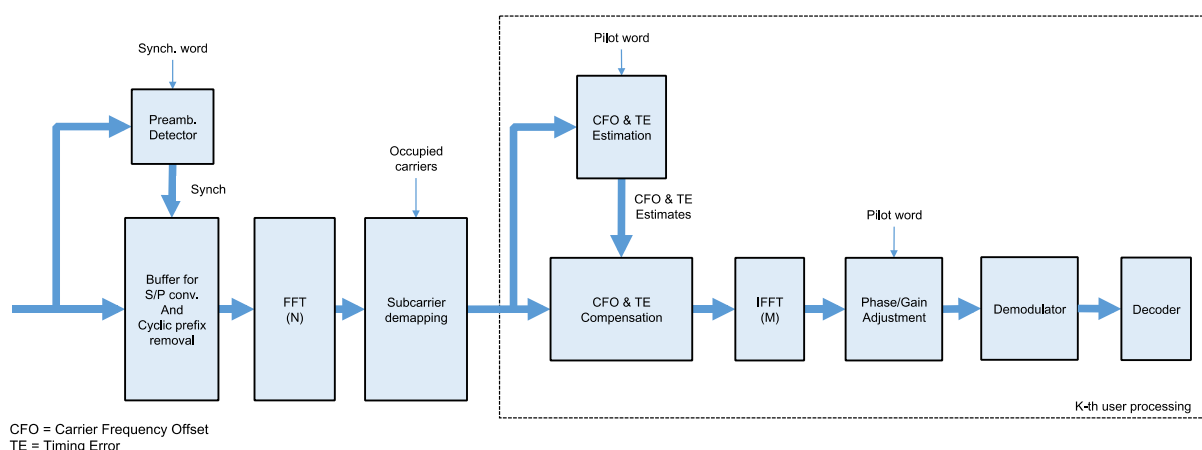 Pilot word
Synch. word
Preamb.
Detector
CFO & TE
Estimation
Occupied
carriers
Synch
CFO & TE
Estimates
Pilot word
Buffer for
S/P conv.
And
Cyclic prefix
removal
FFT
(N)
Subcarrier
demapping
CFO & TE
Compensation
IFFT
(M)
Phase/Gain
Adjustment
Demodulator
Decoder
K-th user processing
CFO = Carrier Frequency Offset
TE = Timing Error